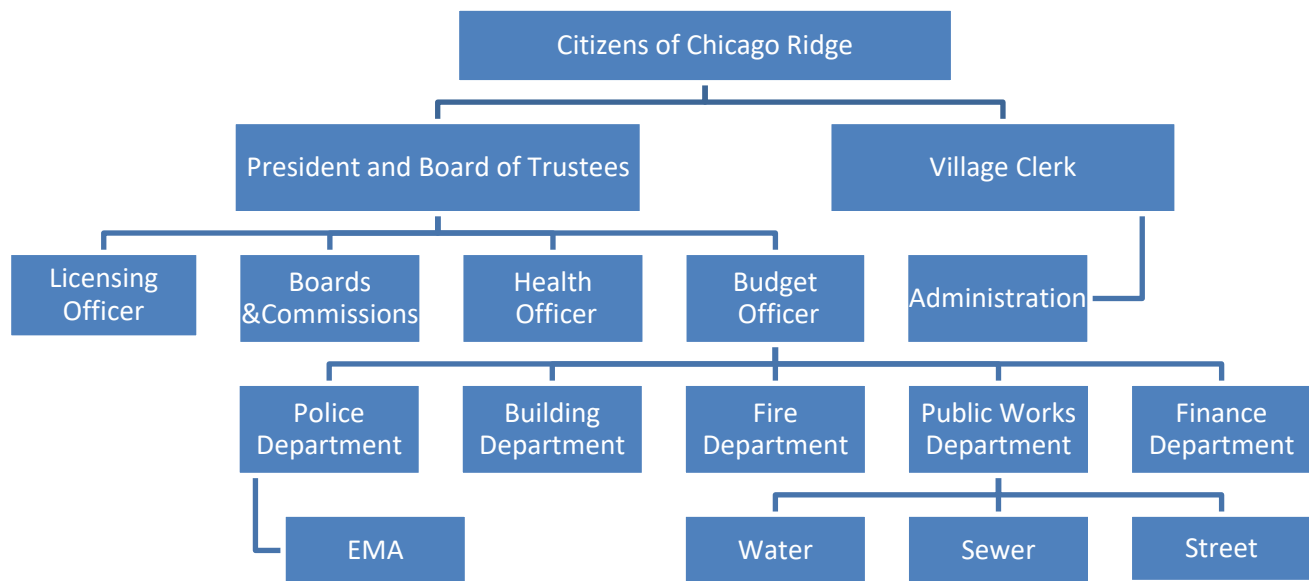 Citizens of Chicago Ridge
President and Board of Trustees
Village Clerk
Licensing
Officer
Boards
&Commissions
Health
Officer
Budget
Officer
Administration
Police
Department
Building
Department
Fire
Department
Public Works
Department
Finance
Department
EMA
Water
Sewer
Street